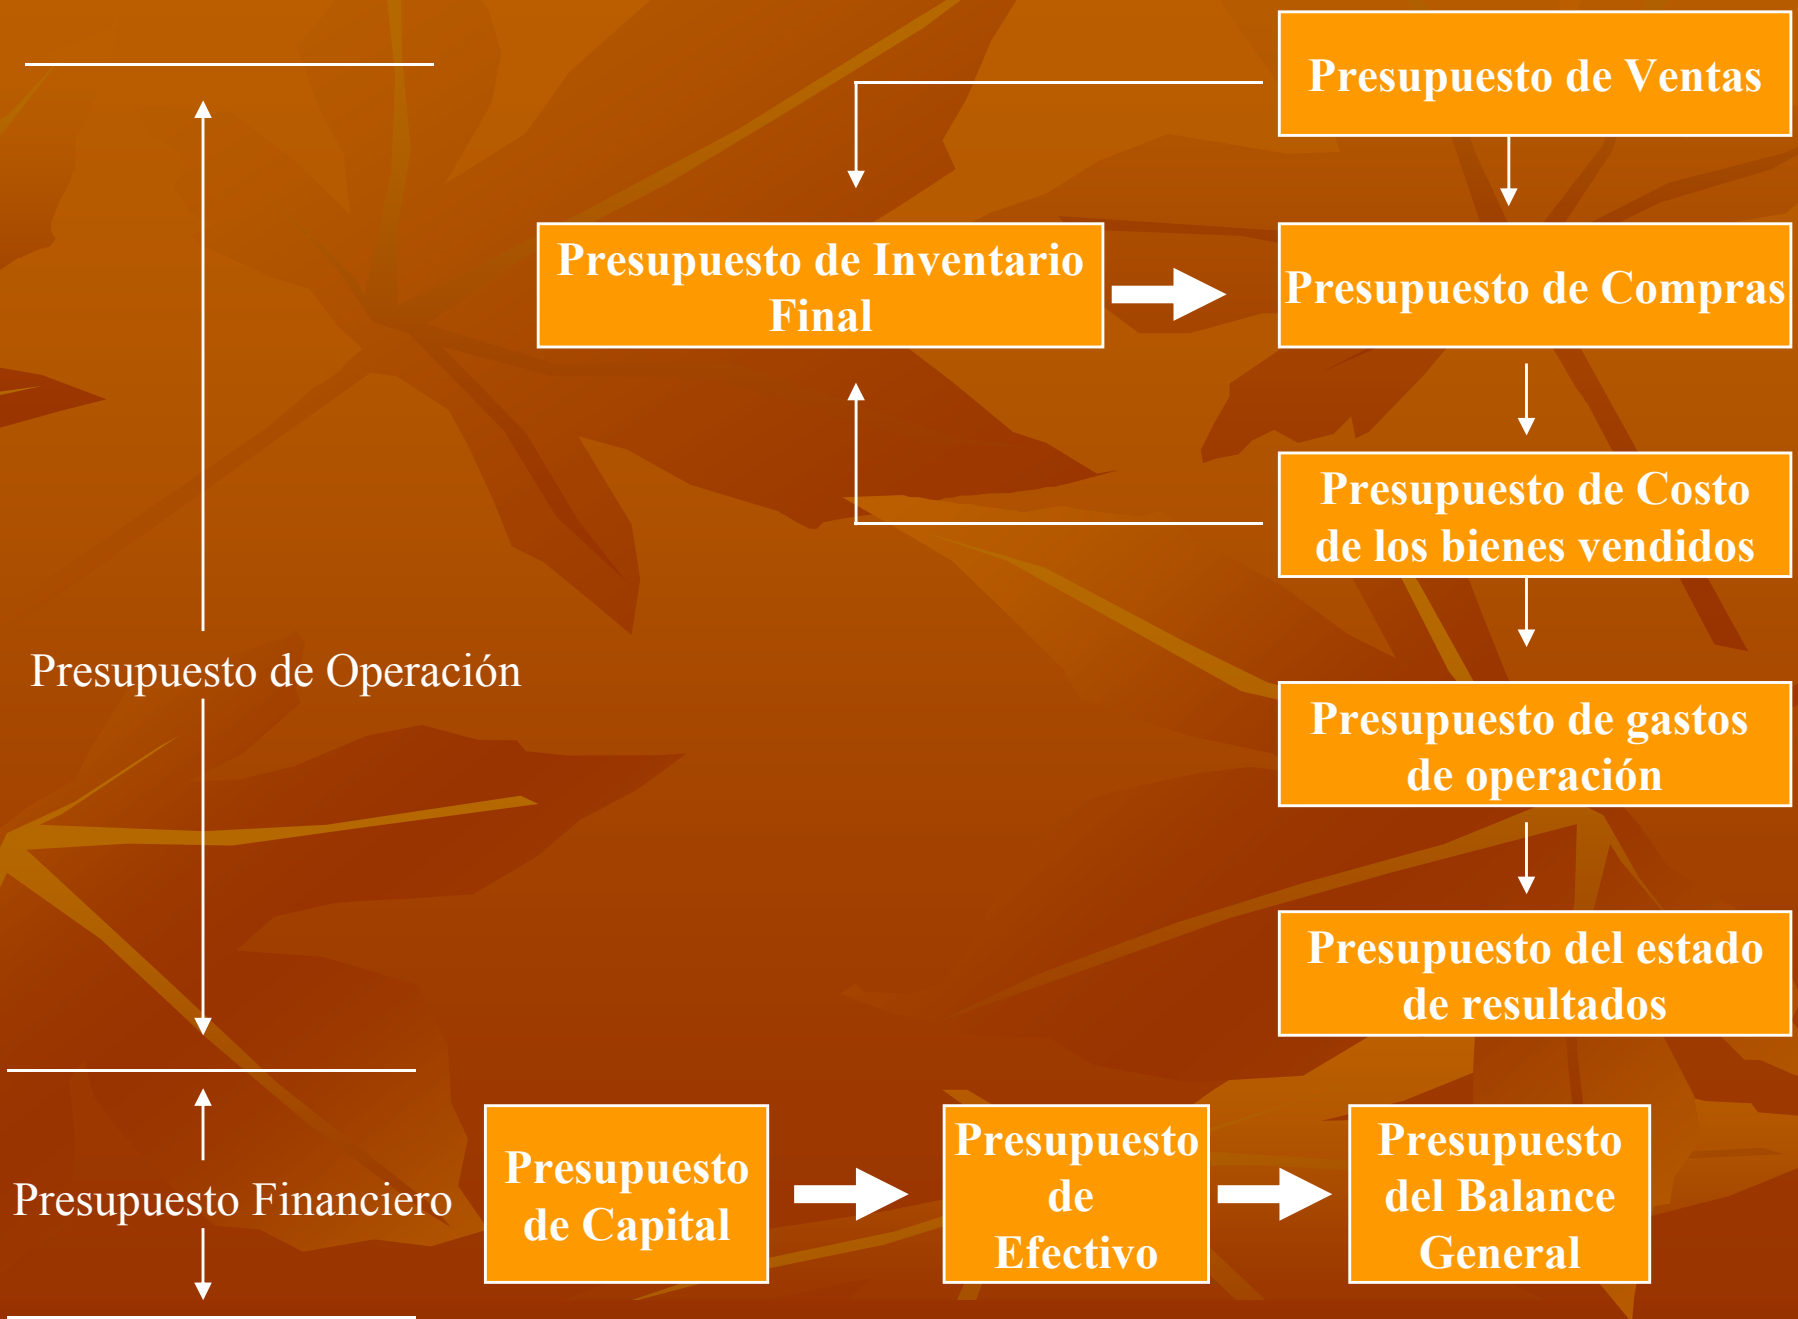 Presupuesto de Ventas
Presupuesto de Inventario
Final
Presupuesto de Compras
Presupuesto de Costo
de los bienes vendidos
Presupuesto de Operación
Presupuesto de gastos
de operación
Presupuesto del estado
de resultados
Presupuesto Financiero
Presupuesto
de Capital
Presupuesto
de
Efectivo
Presupuesto
del Balance
General